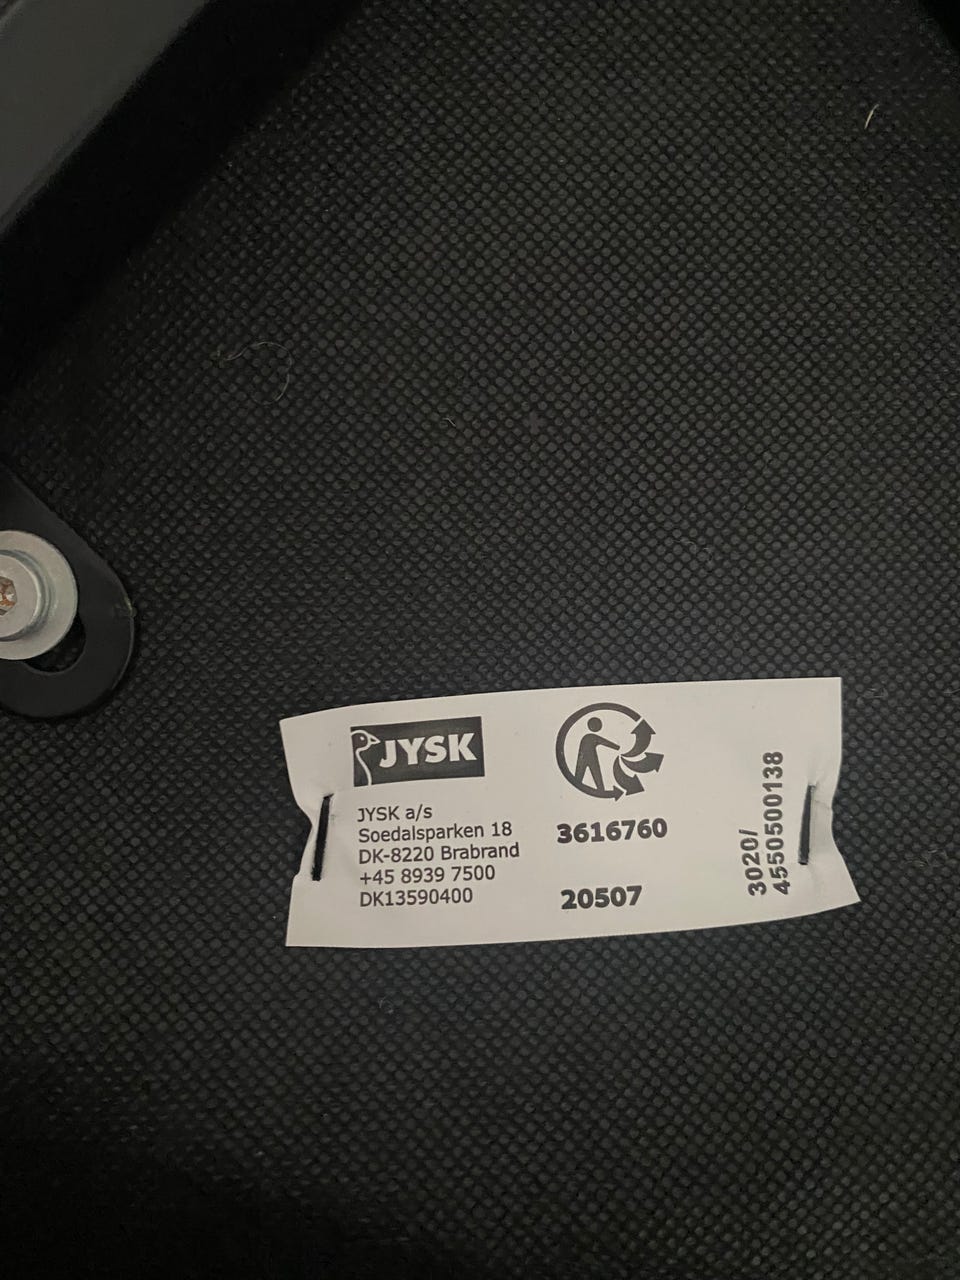 JYSK
JYSK a/s
Soedalsparken 18
DK-8220 Brabrand
+45 8939 7500
DK13590400
3616760
20507
3020/
4550500138